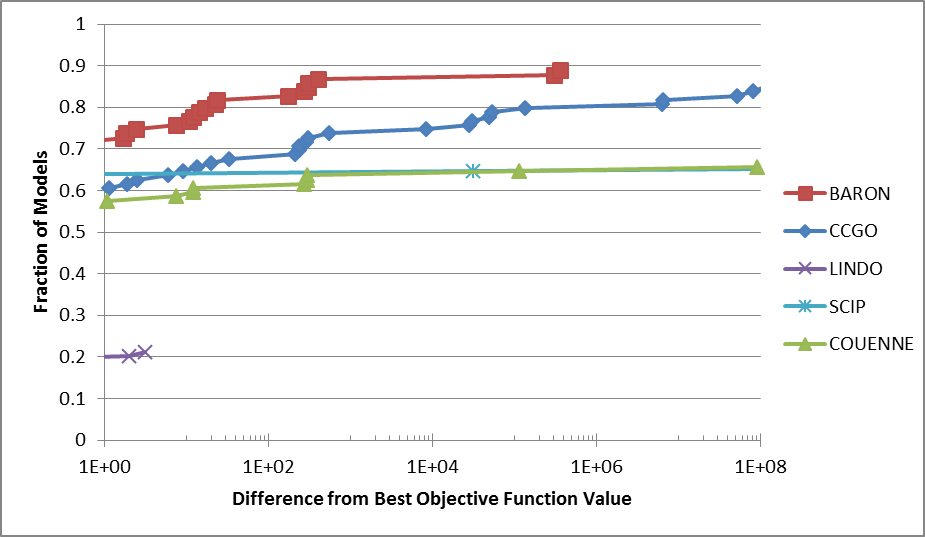 1
0.9
0.8
0.7
0.6
0.5
0.4
0.3
0.2
0.1
0
Fraction of Models
1E+00
1E+02
1E+04
1E+06
1E+08
Difference from Best Objective Function Value
BARON
CCGO
LINDO
SCIP
COUENNE